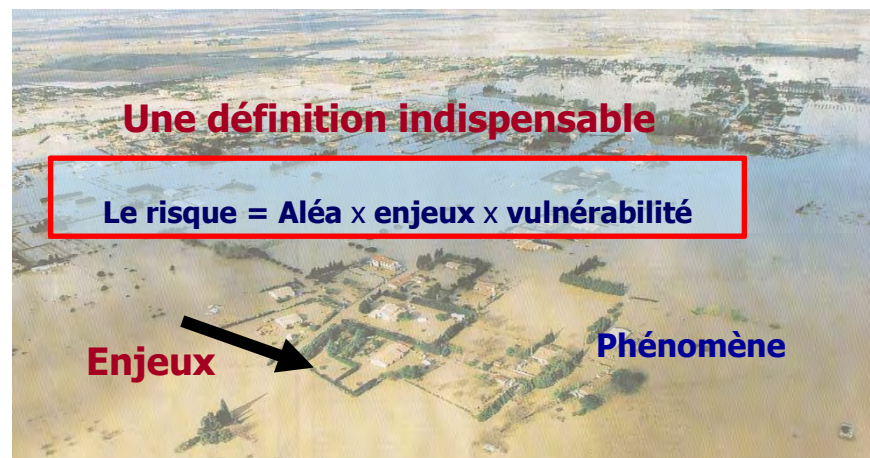 Une définition indispensable
Le risque = Aléa x enjeux x vulnérabilité
Phénomène
Enjeux